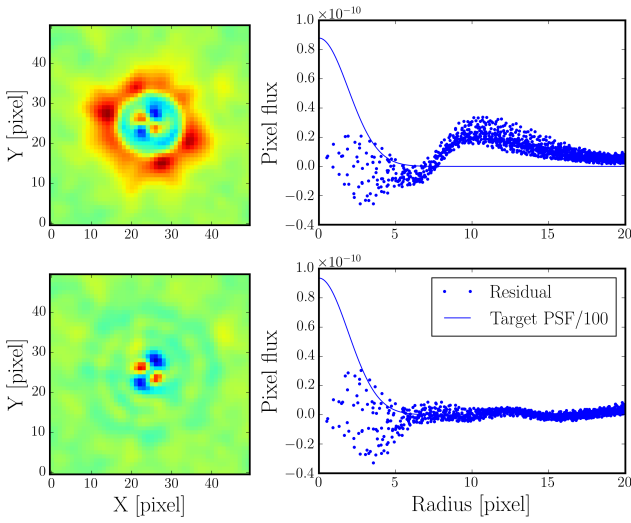 1.0 ×10⁻¹⁰
Y [pixel]
40
30
20
10
0
0 10 20 30 40
Pixel flux
0.8
0.6
0.4
0.2
0.0
−0.2
−0.4
0 5 10 15 20
1.0 ×10⁻¹⁰
Y [pixel]
40
30
20
10
0
0 10 20 30 40
X [pixel]
Pixel flux
0.8
0.6
0.4
0.2
0.0
−0.2
−0.4
Residual
Target PSF/100
0 5 10 15 20
Radius [pixel]